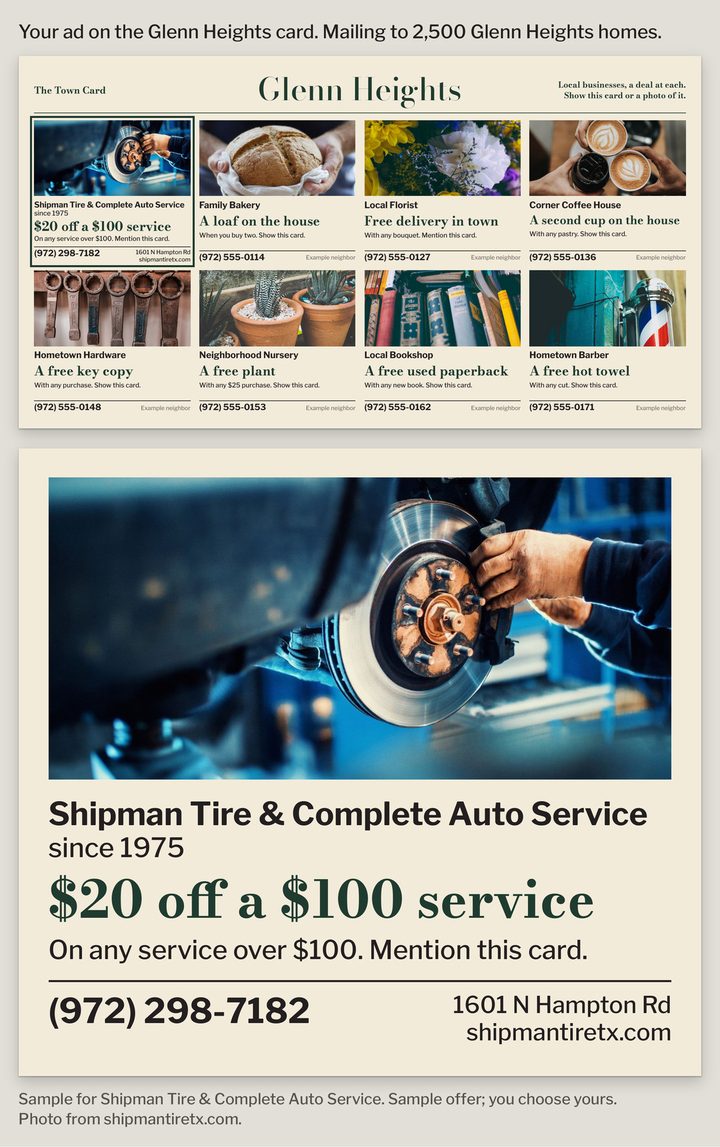 Your ad on the Glenn Heights card. Mailing to 2,500 Glenn Heights homes.
The Town Card
Glenn Heights
Local businesses, a deal at each.
Show this card or a photo of it.
Shipman Tire & Complete Auto Service
since 1975
$20 off a $100 service
On any service over $100. Mention this card.
(972) 298-7182
1601 N Hampton Rd
shipmantiretx.com
Family Bakery
A loaf on the house
When you buy two. Show this card.
(972) 555-0114
Example neighbor
Local Florist
Free delivery in town
With any bouquet. Mention this card.
(972) 555-0127
Example neighbor
Corner Coffee House
A second cup on the house
With any pastry. Show this card.
(972) 555-0136
Example neighbor
Hometown Hardware
A free key copy
With any purchase. Show this card.
(972) 555-0148
Example neighbor
Neighborhood Nursery
A free plant
With any $25 purchase. Show this card.
(972) 555-0153
Example neighbor
Local Bookshop
A free used paperback
With any new book. Show this card.
(972) 555-0162
Example neighbor
Hometown Barber
A free hot towel
With any cut. Show this card.
(972) 555-0171
Example neighbor
Shipman Tire & Complete Auto Service
since 1975
$20 off a $100 service
On any service over $100. Mention this card.
(972) 298-7182
1601 N Hampton Rd
shipmantiretx.com
Sample for Shipman Tire & Complete Auto Service. Sample offer; you choose yours.
Photo from shipmantiretx.com.